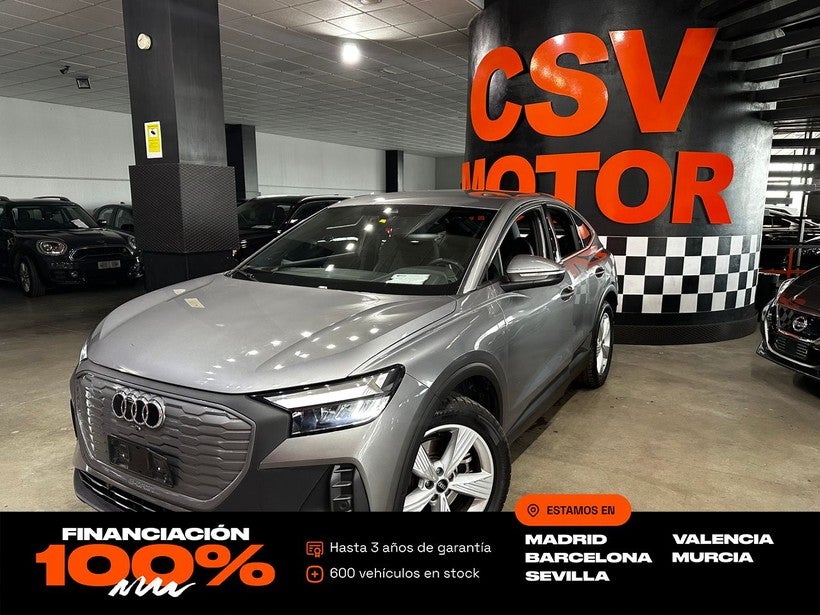 CSV
MOTOR
ESTAMOS EN
FINANCIACIÓN
100%
Hasta 3 años de garantía
600 vehículos en stock
MADRID
BARCELONA
SEVILLA
VALENCIA
MURCIA